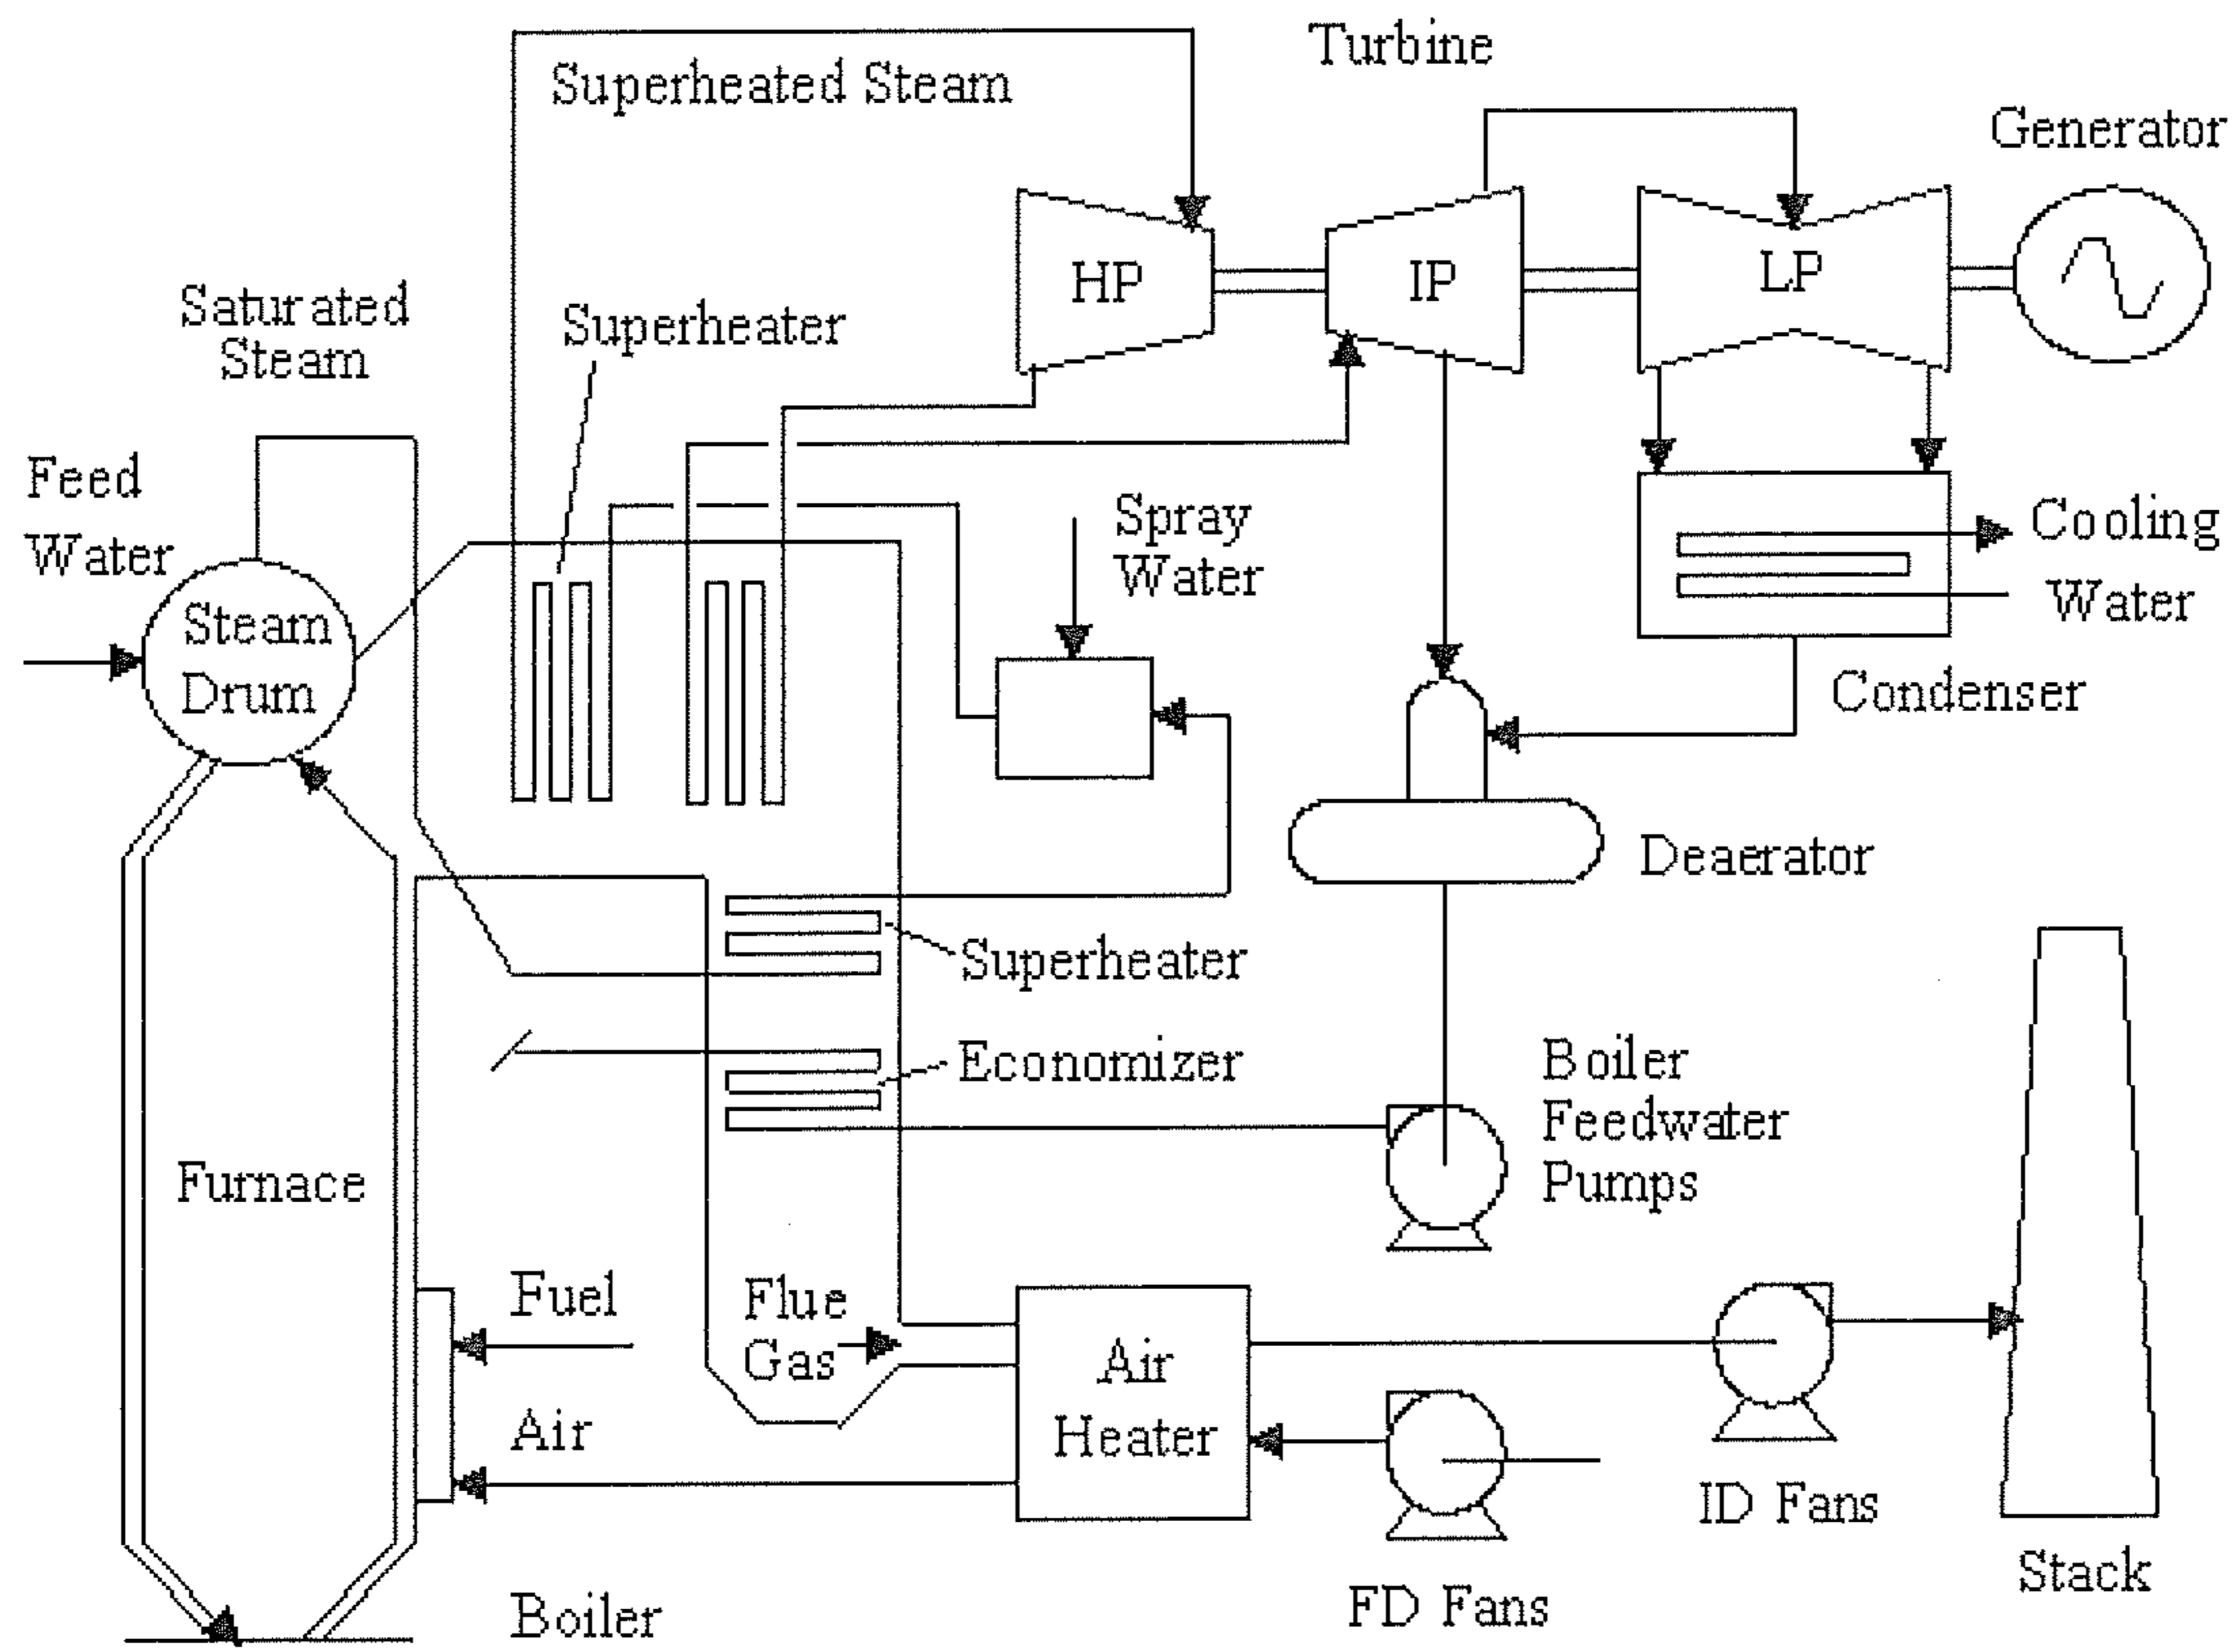 Turbine
Superheated Steam
Generator
HP
IP
LP
Saturated
Steam
Superheater
Feed
Water
Steam
Drum
Spray
Water
Cooling
Water
Condenser
Deaerator
Superheater
Economizer
Boiler
Feedwater
Pumps
Furnace
Fuel
Flue
Gas
Air
Heater
Air
ID Fans
Stack
FD Fans
Boiler